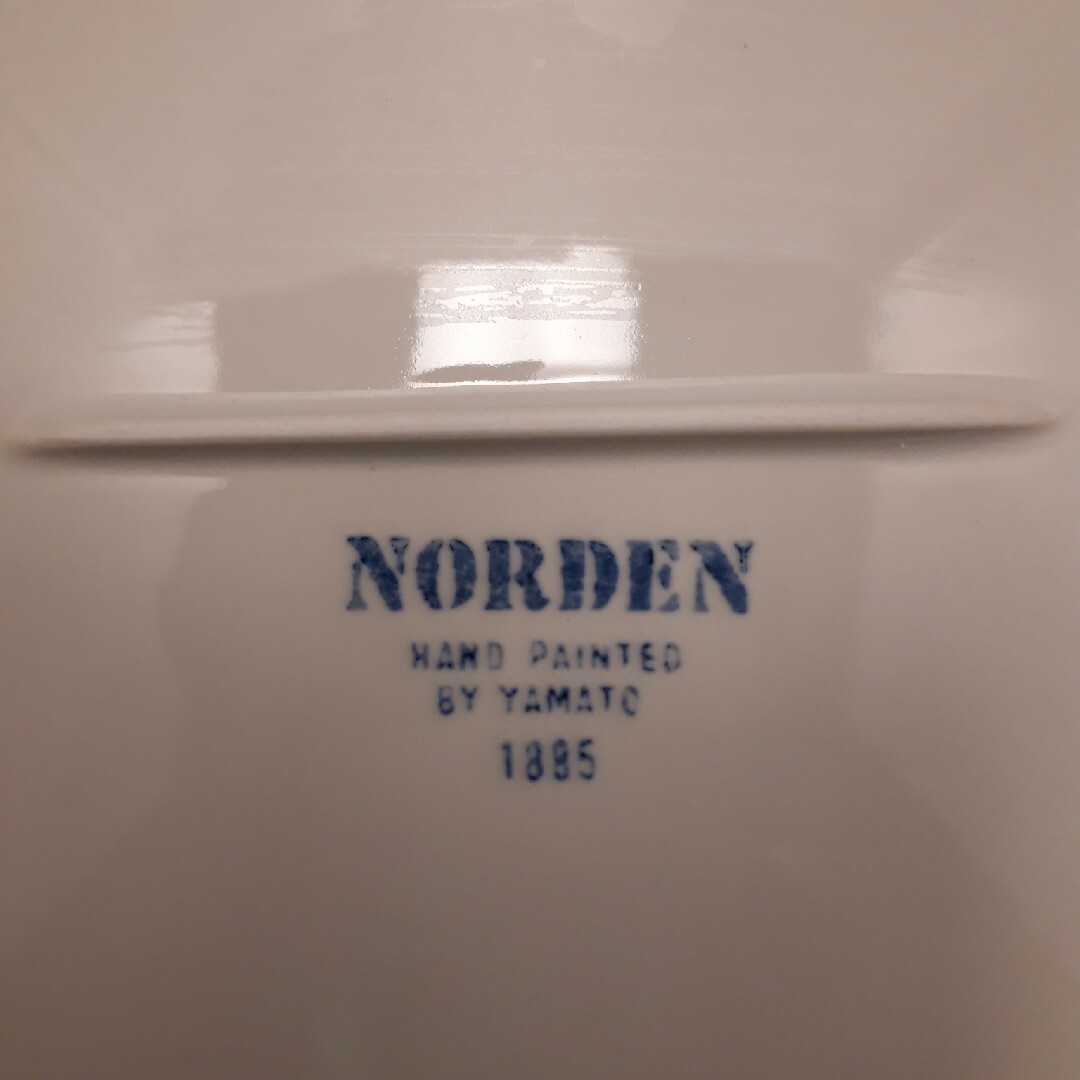 NORDEN
HAND PAINTED
BY YAMATO
1885